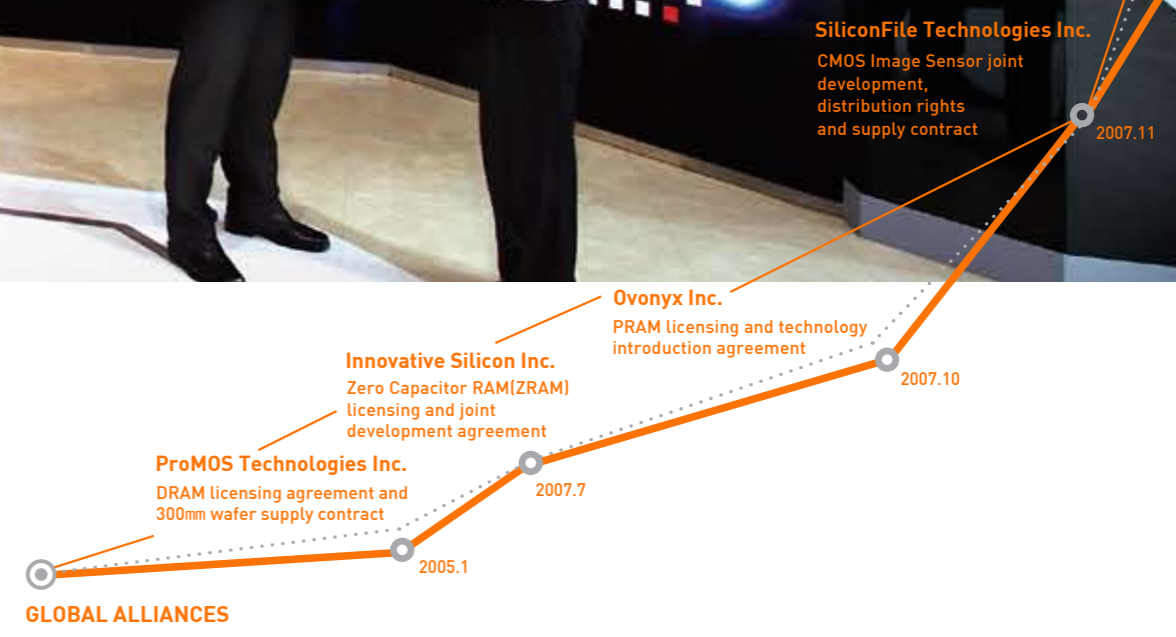 SiliconFile Technologies Inc.
CMOS Image Sensor joint
development,
distribution rights
and supply contract
2007.11
Ovonyx Inc.
PRAM licensing and technology
introduction agreement
2007.10
Innovative Silicon Inc.
Zero Capacitor RAM(ZRAM)
licensing and joint
development agreement
2007.7
ProMOS Technologies Inc.
DRAM licensing agreement and
300mm wafer supply contract
2005.1
GLOBAL ALLIANCES